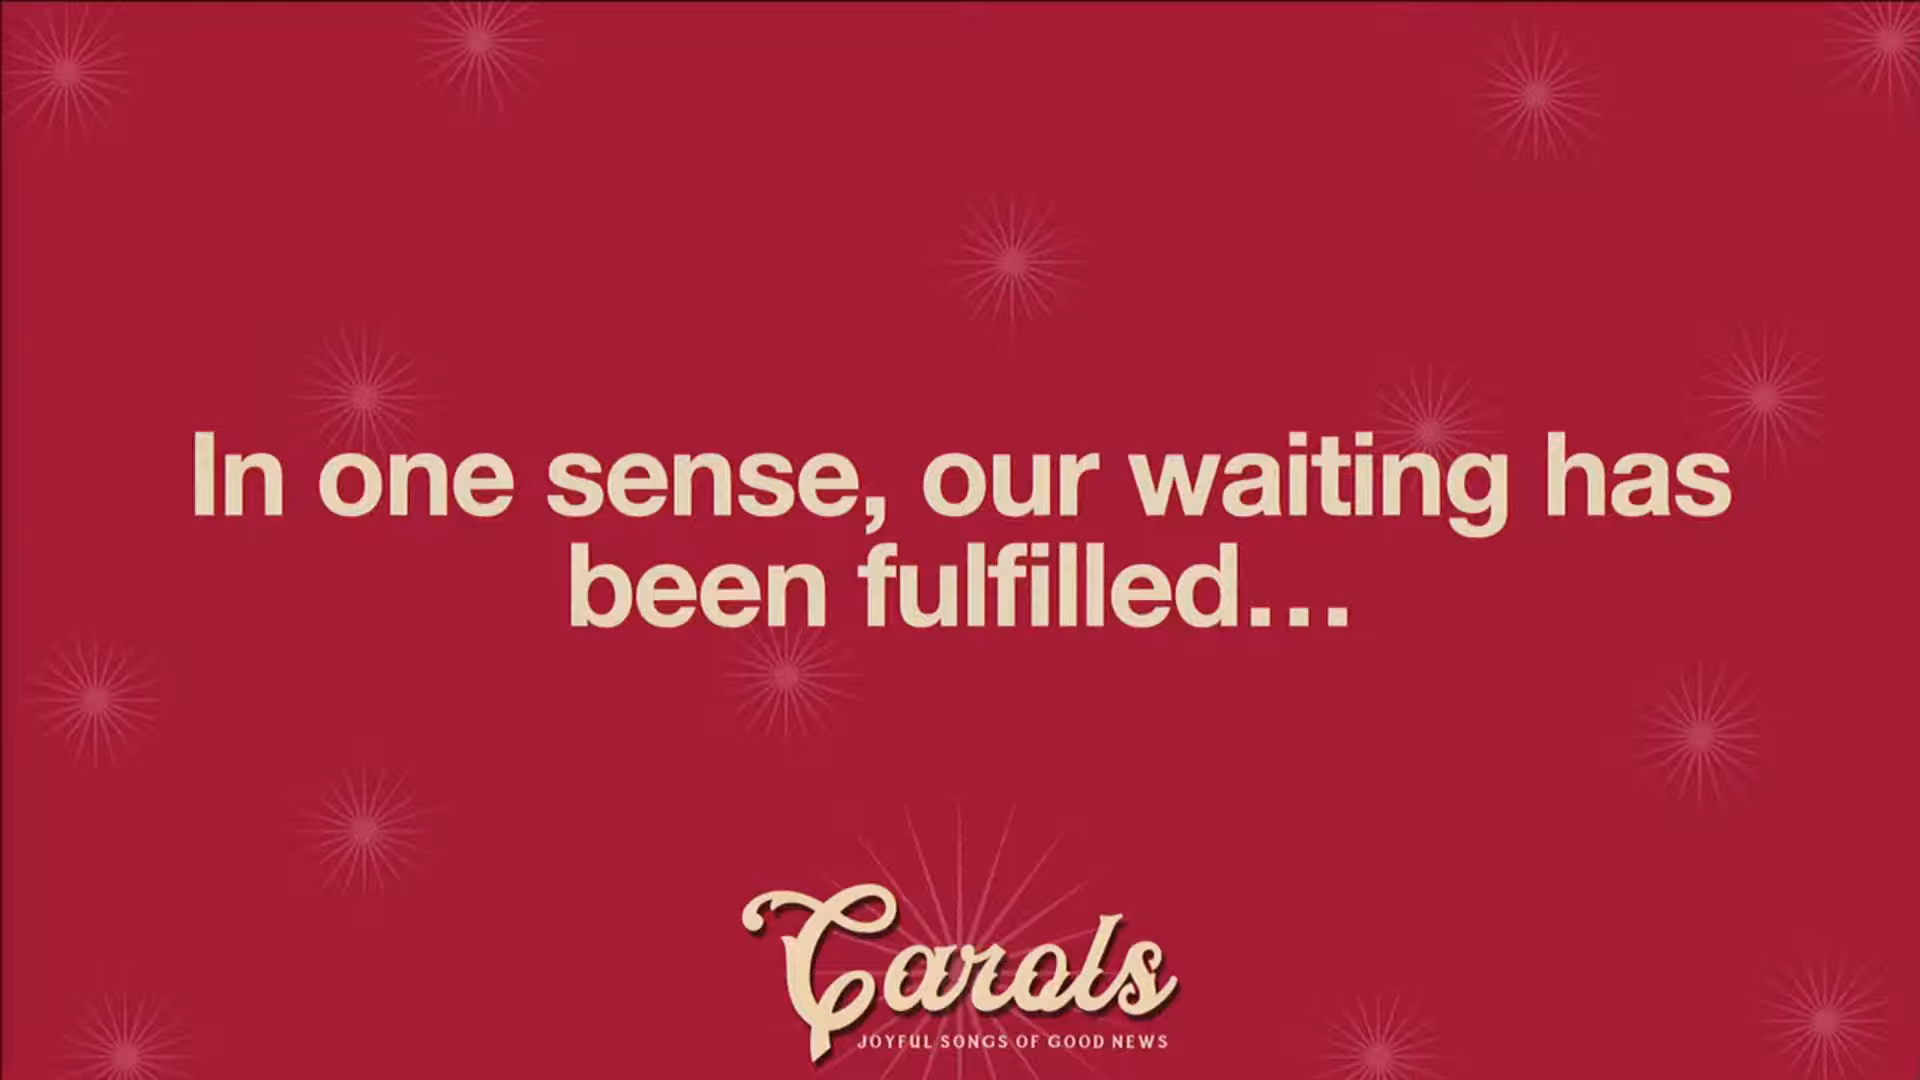 In one sense, our waiting has
been fulfilled…
Carols
JOYFUL SONGS OF GOOD NEWS